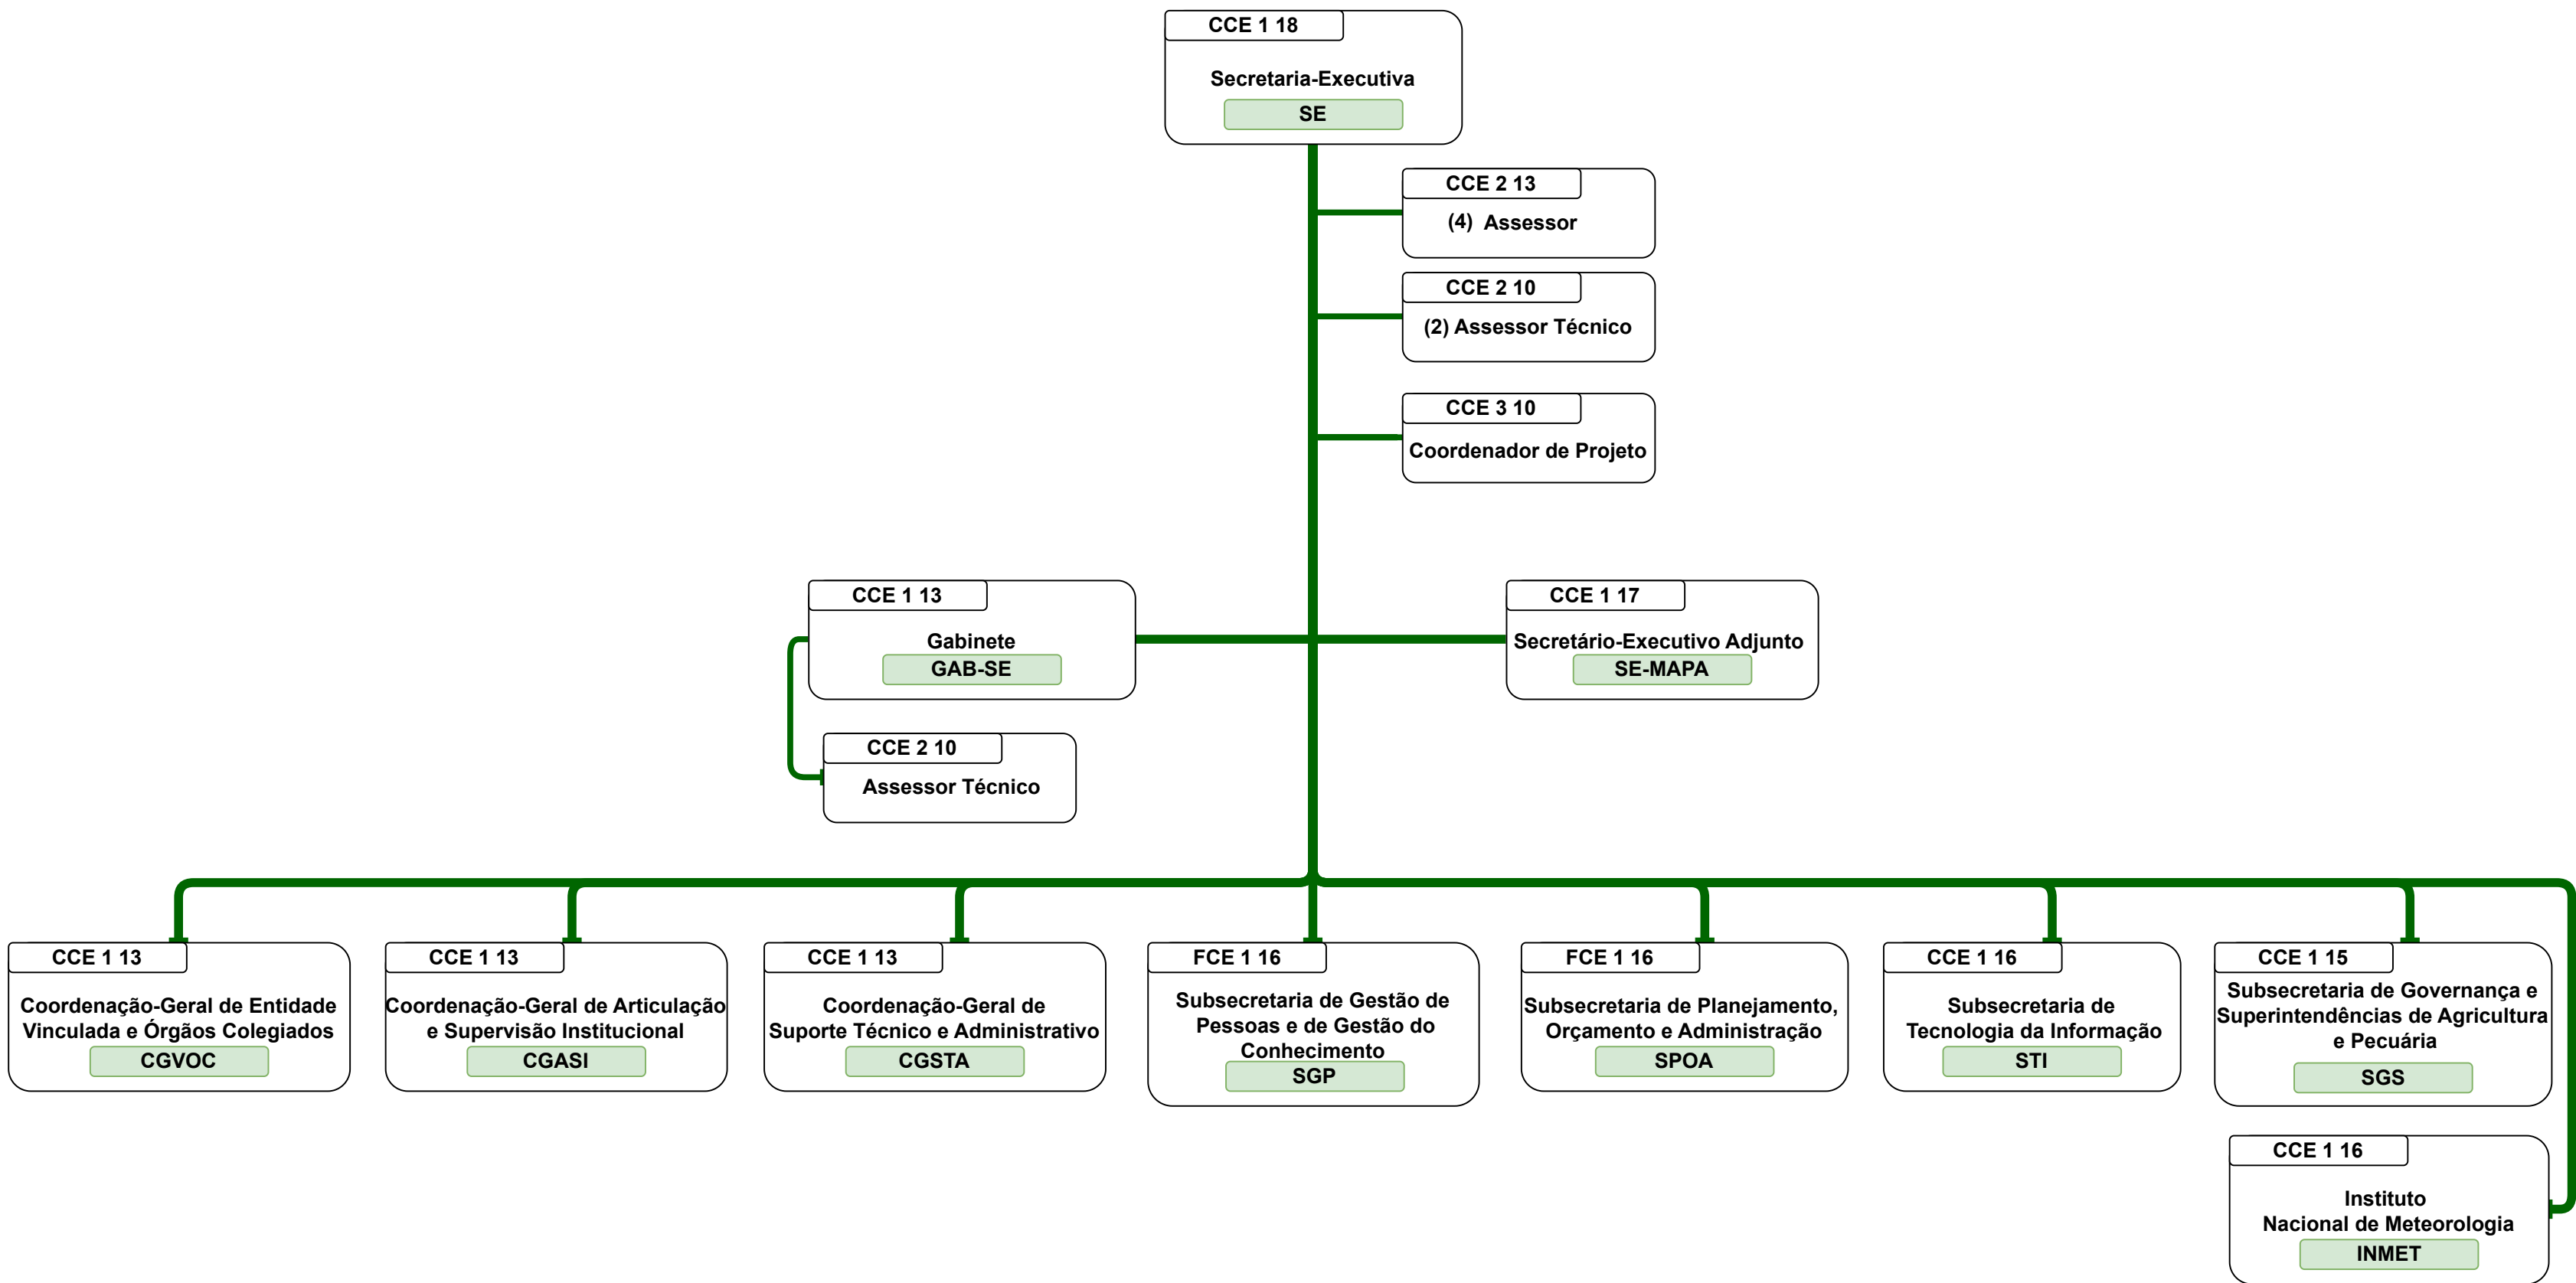 CCE 1 18
Secretaria-Executiva
SE
CCE 2 13
(4) Assessor
CCE 2 10
(2) Assessor Técnico
CCE 3 10
Coordenador de Projeto
CCE 1 13
Gabinete
GAB-SE
CCE 1 17
Secretário-Executivo Adjunto
SE-MAPA
CCE 2 10
Assessor Técnico
CCE 1 13
Coordenação-Geral de Entidade
Vinculada e Órgãos Colegiados
CGVOC
CCE 1 13
Coordenação-Geral de Articulação
e Supervisão Institucional
CGASI
CCE 1 13
Coordenação-Geral de
Suporte Técnico e Administrativo
CGSTA
FCE 1 16
Subsecretaria de Gestão de
Pessoas e de Gestão do
Conhecimento
SGP
FCE 1 16
Subsecretaria de Planejamento,
Orçamento e Administração
SPOA
CCE 1 16
Subsecretaria de
Tecnologia da Informação
STI
CCE 1 15
Subsecretaria de Governança e
Superintendências de Agricultura
e Pecuária
SGS
CCE 1 16
Instituto
Nacional de Meteorologia
INMET